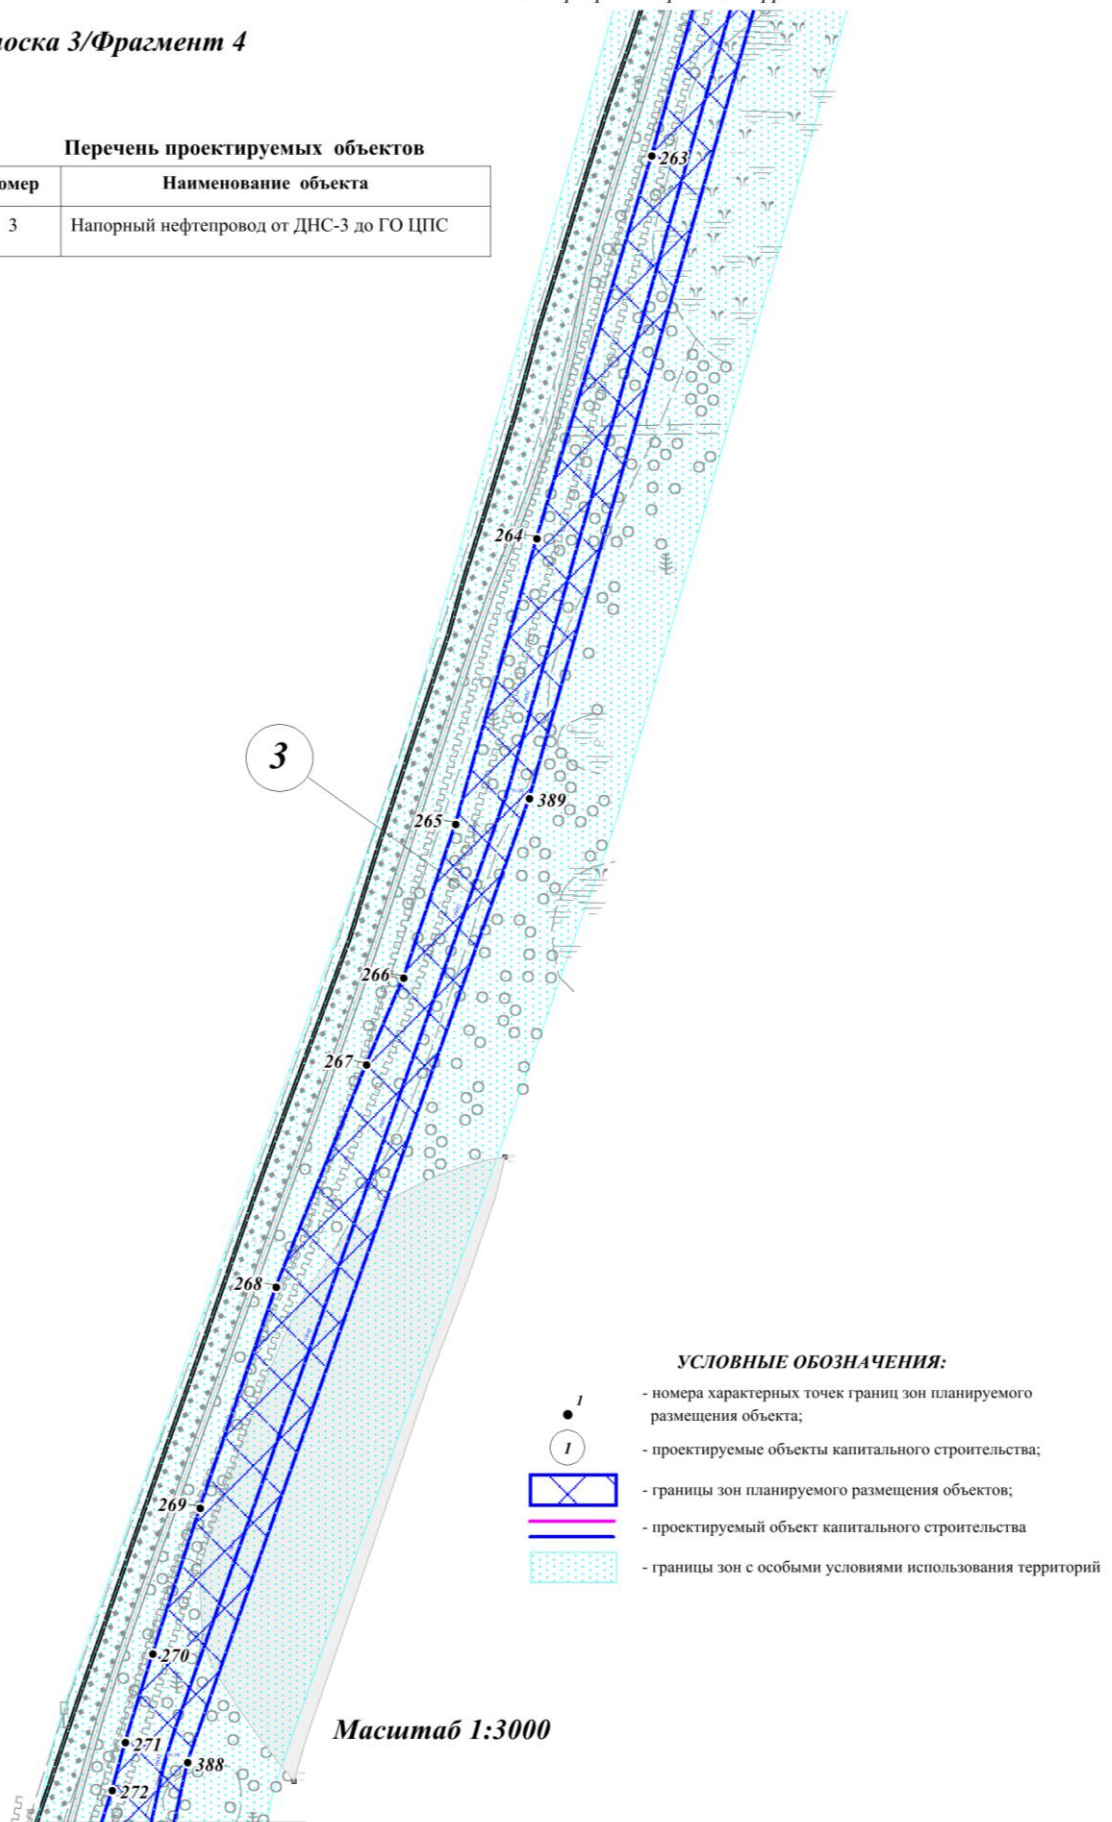 3/Фрагмент 4
Перечень проектируемых объектов
Наименование объекта
3 Напорный нефтепровод от ДНС-3 до ГО ЦПС
263
264
3
389
265
266
267
268
УСЛОВНЫЕ ОБОЗНАЧЕНИЯ:
1 - номера характерных точек границ зон планируемого
размещения объекта;
1 - проектируемые объекты капитального строительства;
- границы зон планируемого размещения объектов;
269
- проектируемый объект капитального строительства
- границы зон с особыми условиями использования территорий
270
Масштаб 1:3000
271
388
272